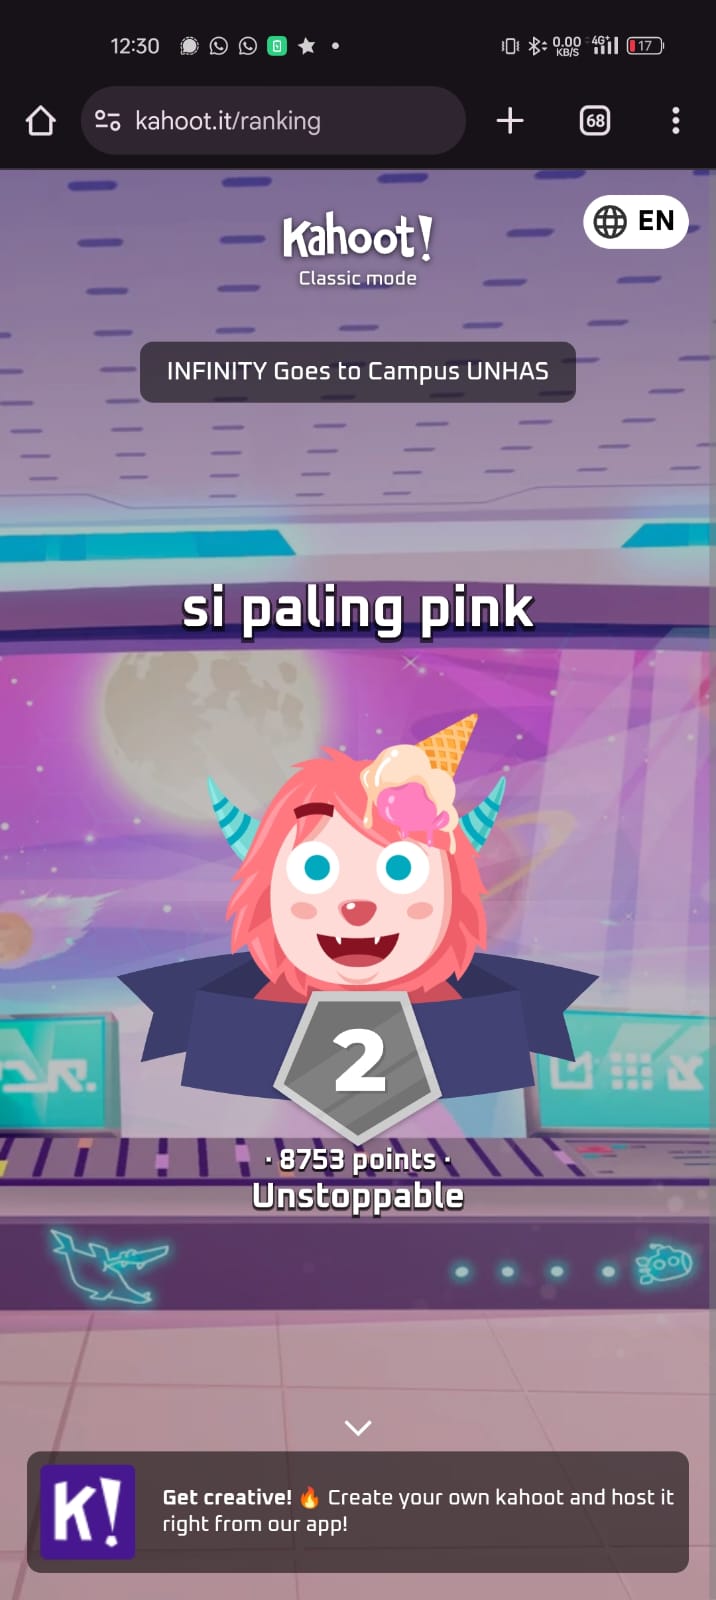 12:30
0.00
KB/S
4G+
17
kahoot.it/ranking
68
Kahoot!
EN
Classic mode
INFINITY Goes to Campus UNHAS
si paling pink
2
· 8753 points ·
Unstoppable
K!
Get creative! 🔥 Create your own kahoot and host it
right from our app!